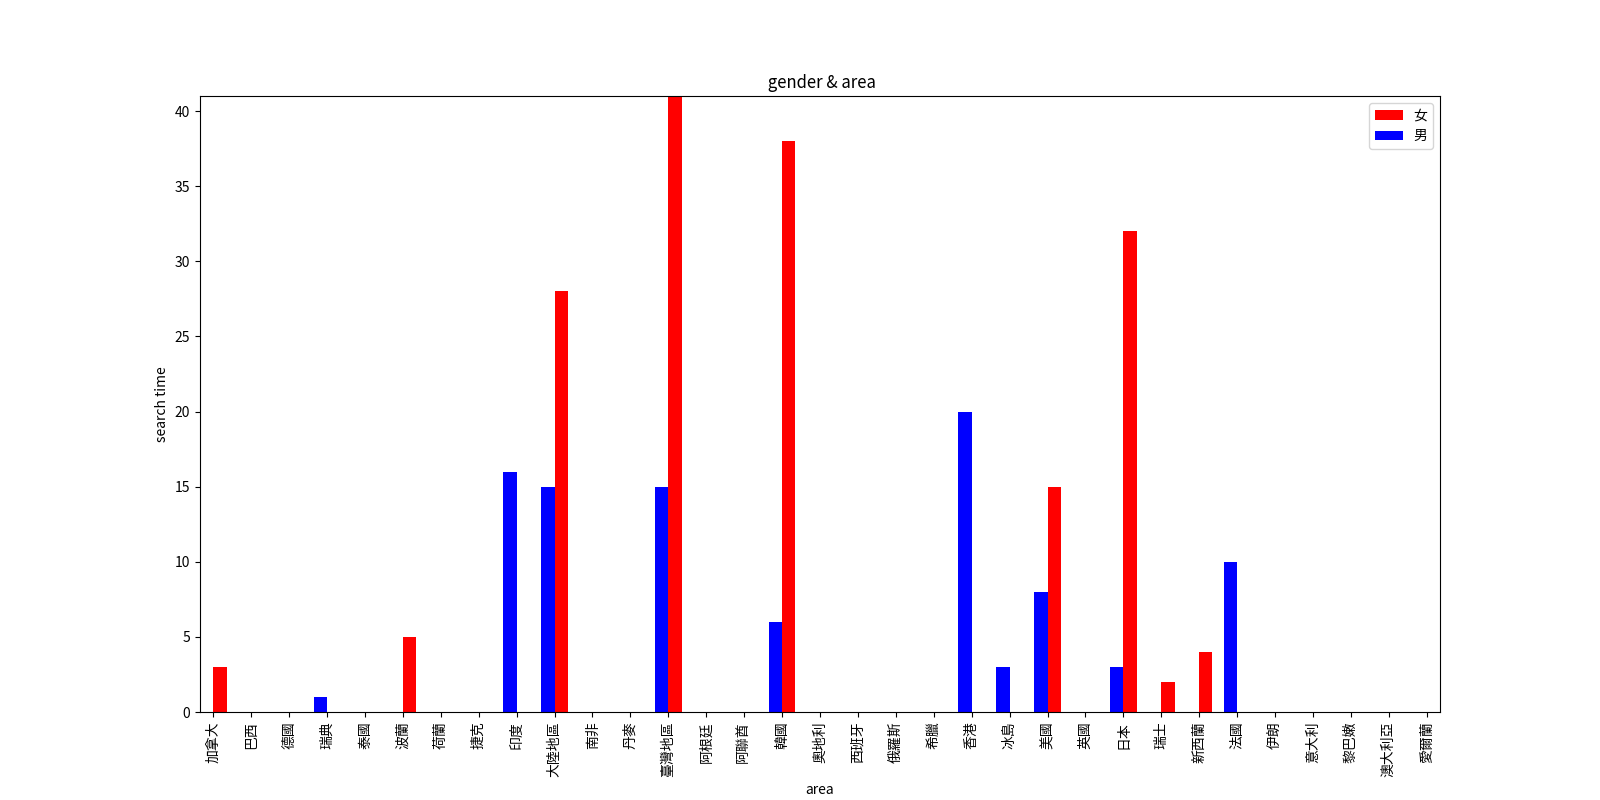 gender & area
女
男
search time
40
35
30
25
20
15
10
5
0
加拿大
巴西
德國
瑞典
泰國
波蘭
荷蘭
捷克
印度
大陸地區
南非
丹麥
臺灣地區
阿根廷
阿聯酋
韓國
奧地利
西班牙
俄羅斯
希臘
香港
冰島
美國
英國
日本
瑞士
新西蘭
法國
伊朗
意大利
黎巴嫩
澳大利亞
愛爾蘭
area